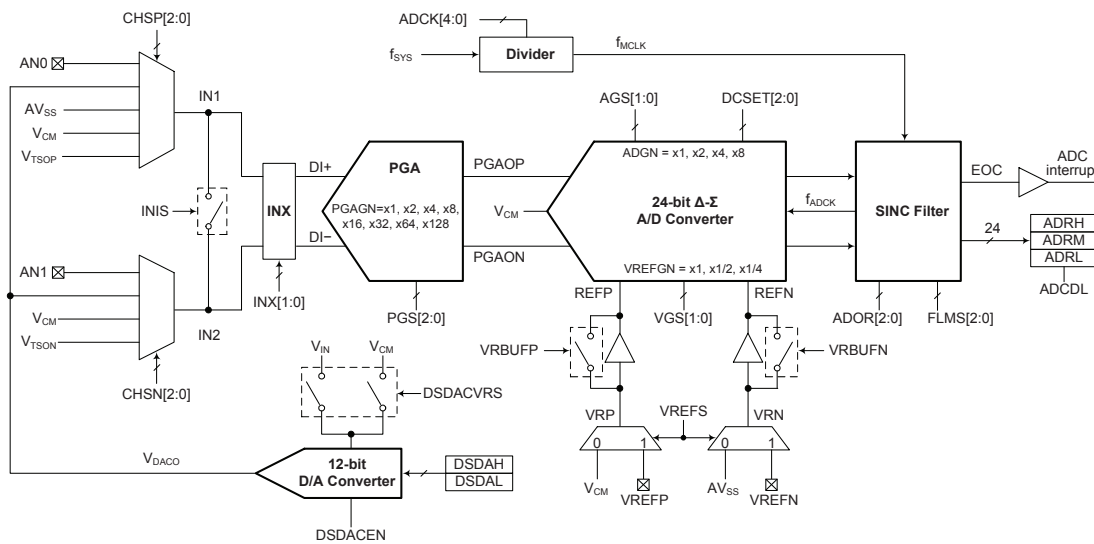 CHSP[2:0]
ADCK[4:0]
fSYS
Divider
fMCLK
AN0
AVSS
VCM
VTSOP
IN1
AGS[1:0]
DCSET[2:0]
DI+
PGA
PGAOP
ADGN = x1, x2, x4, x8
EOC
ADC
interrup
INIS
INX
PGAGN=x1, x2, x4, x8,
x16, x32, x64, x128
VCM
24-bit Δ-Σ
A/D Converter
fADCK
SINC Filter
24
ADRH
ADRM
ADRL
DI−
PGAON
VREFGN = x1, x1/2, x1/4
AN1
INX[1:0]
REFP
REFN
ADCDL
VCM
VTSON
IN2
PGS[2:0]
VGS[1:0]
ADOR[2:0]
FLMS[2:0]
VIN
VCM
VRBUFP
VRBUFN
CHSN[2:0]
DSDACVRS
VRP
VREFS
VRN
0
1
0
1
VDACO
12-bit
D/A Converter
DSDAH
DSDAL
VCM
VREFP
AVSS
VREFN
DSDACEN